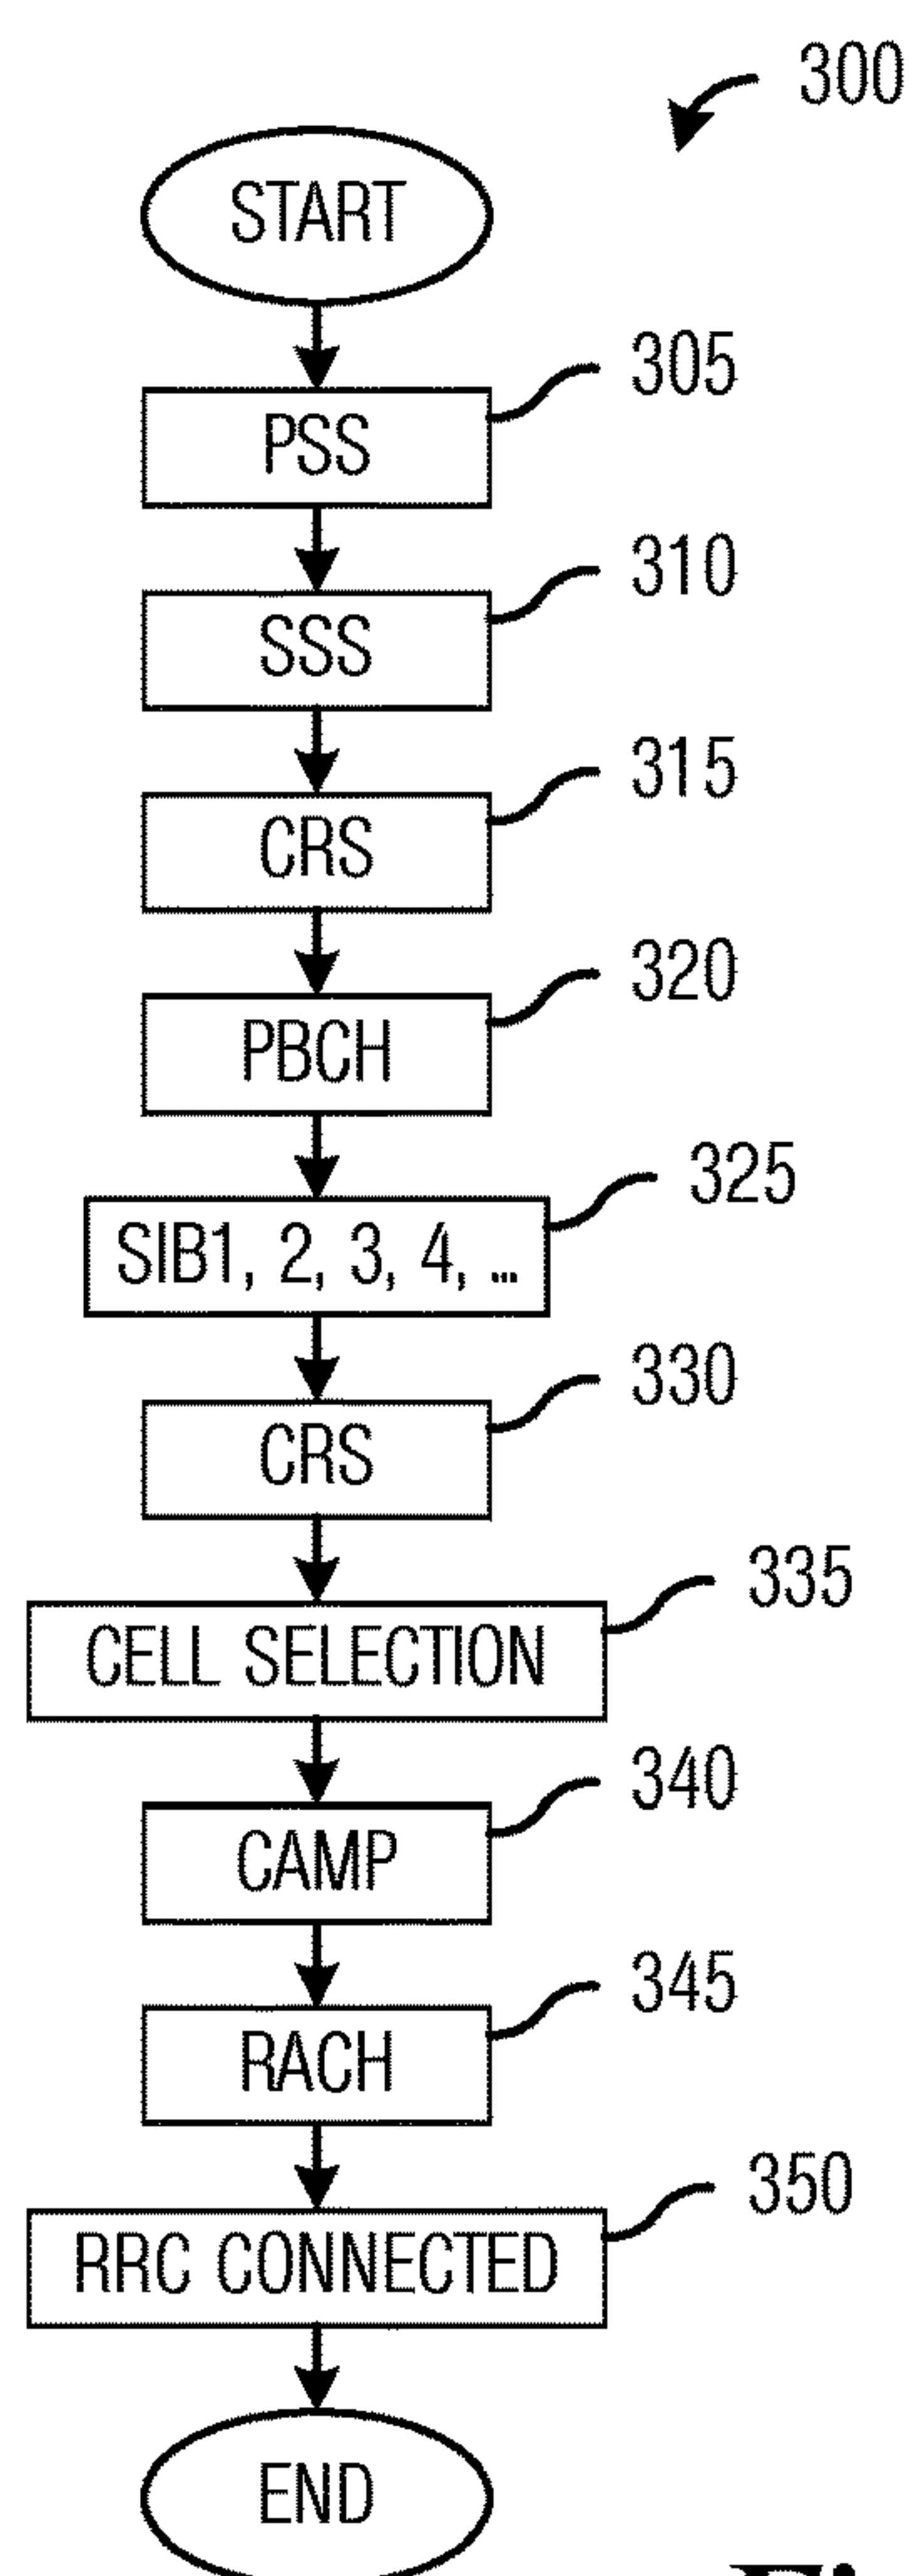 300
START
305
PSS
310
SSS
315
CRS
320
PBCH
325
SIB1, 2, 3, 4, ...
330
CRS
335
CELL SELECTION
340
CAMP
345
RACH
350
RRC CONNECTED
END